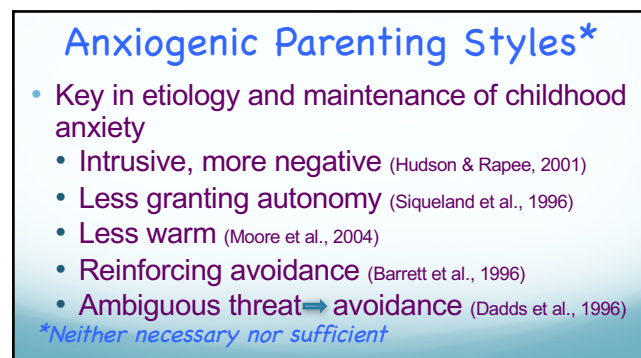 Anxiogenic Parenting Styles*
• Key in etiology and maintenance of childhood
anxiety
• Intrusive, more negative (Hudson & Rapee, 2001)
• Less granting autonomy (Siqueland et al., 1996)
• Less warm (Moore et al., 2004)
• Reinforcing avoidance (Barrett et al., 1996)
• Ambiguous threat➡avoidance (Dadds et al., 1996)
*Neither necessary nor sufficient